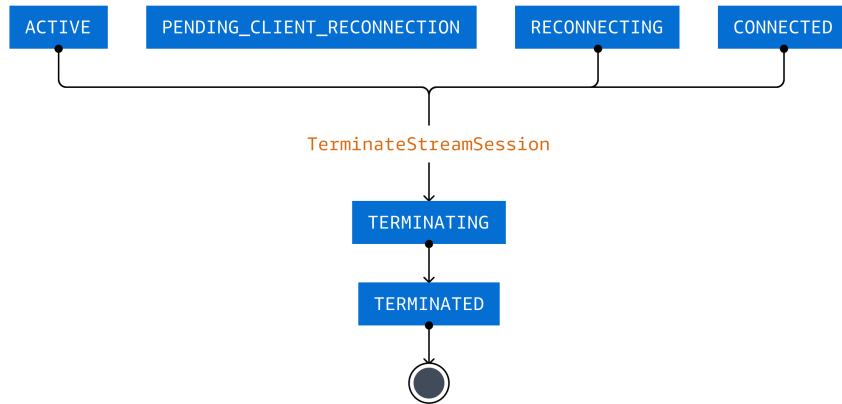 ACTIVE
PENDING_CLIENT_RECONNECTION
RECONNECTING
CONNECTED
TerminateStreamSession
TERMINATING
TERMINATED